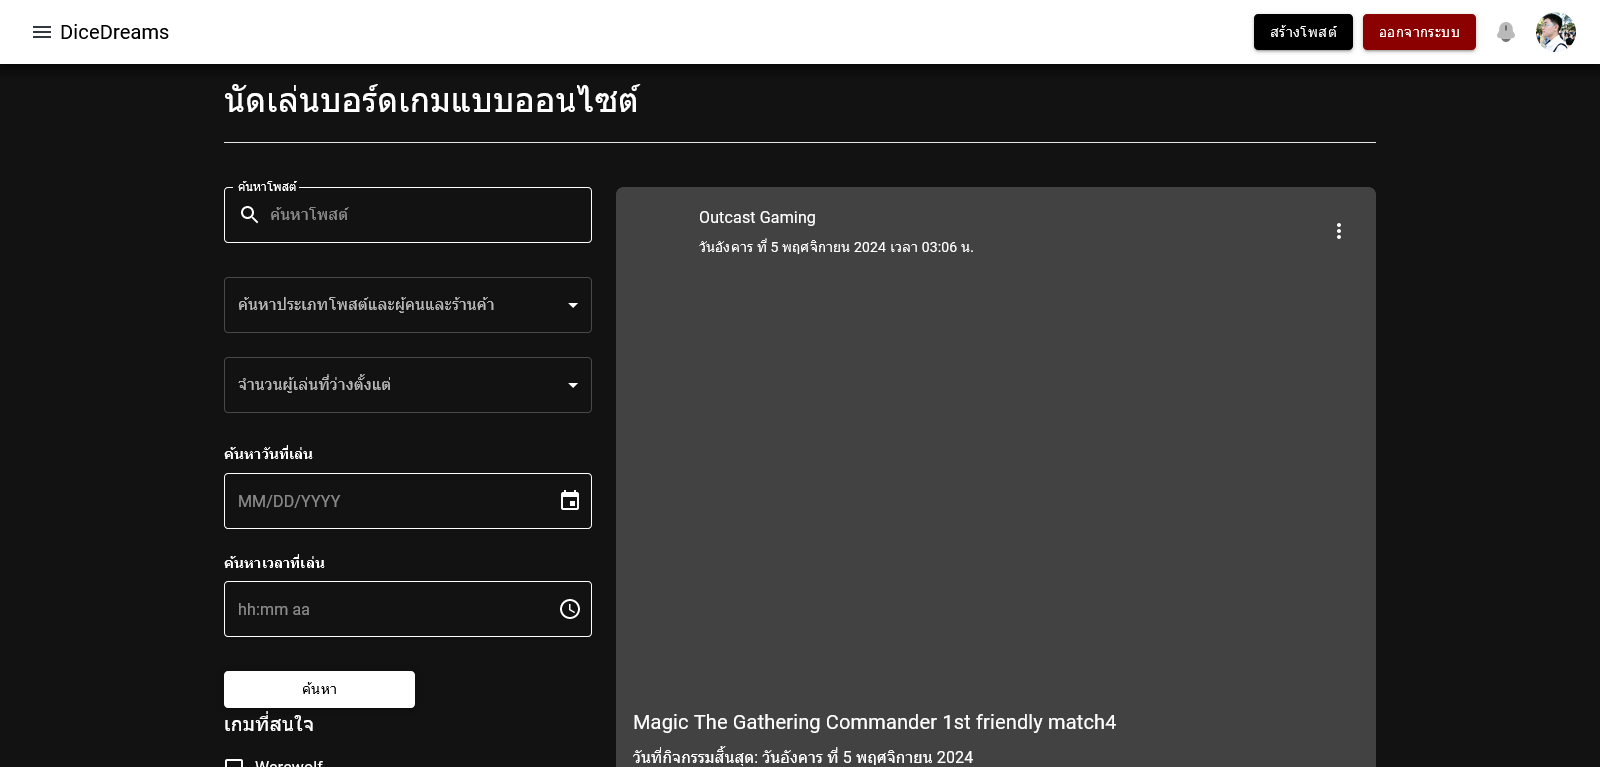 DiceDreams
สร้างโพสต์
ออกจากระบบ
นัดเล่นบอร์ดเกมแบบออนไซต์
ค้นหาโพสต์
ค้นหาโพสต์
ค้นหาประเภทโพสต์และผู้คนและร้านค้า
จำนวนผู้เล่นที่ว่างตั้งแต่
ค้นหาวันที่เล่น
MM/DD/YYYY
ค้นหาเวลาที่เล่น
hh:mm aa
ค้นหา
เกมที่สนใจ
Werewolf
Outcast Gaming
วันอังคาร ที่ 5 พฤศจิกายน 2024 เวลา 03:06 น.
Magic The Gathering Commander 1st friendly match4
วันที่กิจกรรมสิ้นสุด: วันอังคาร ที่ 5 พฤศจิกายน 2024